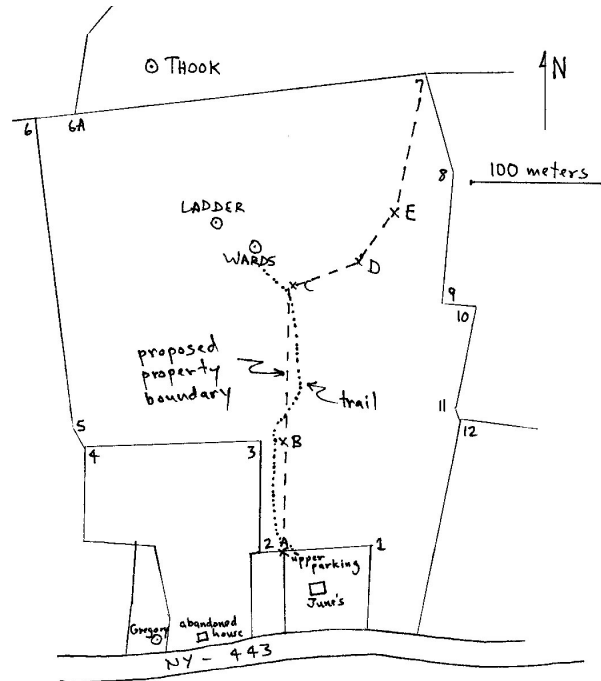 THOOK
N
7
6
6A
8
100 meters
LADDER
E
WARDS
D
C
9
10
proposed
property
boundary
trail
11
12
5
4
3
B
2
A
1
upper
parking
June's
Gregory
abandoned
house
NY - 443